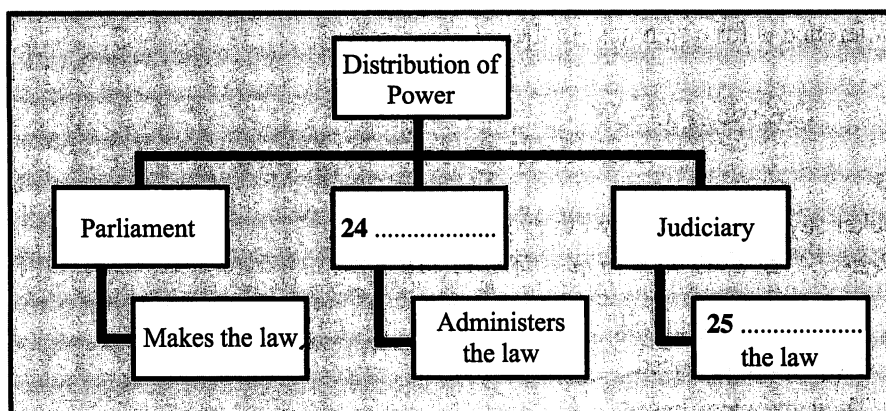 Distribution of
Power
Parliament
24 ....................
Judiciary
Makes the law
Administers
the law
25 ....................
the law